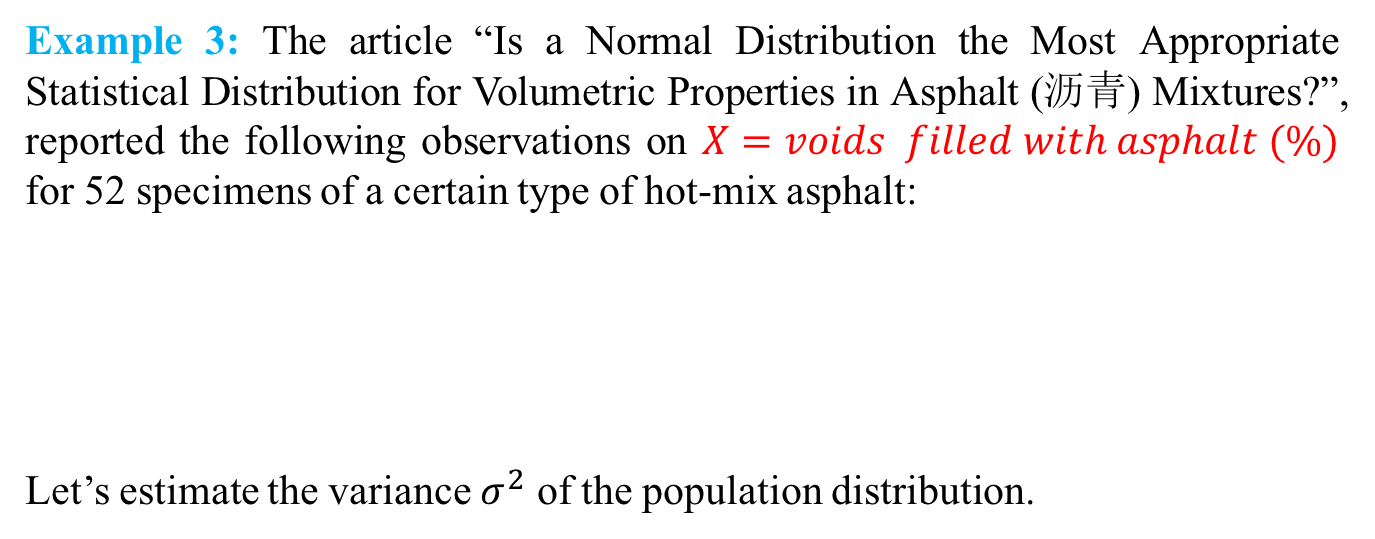 Example 3: The article “Is a Normal Distribution the Most Appropriate
Statistical Distribution for Volumetric Properties in Asphalt (沥青) Mixtures?”,
reported the following observations on X = voids filled with asphalt (%)
for 52 specimens of a certain type of hot-mix asphalt:
Let’s estimate the variance σ² of the population distribution.